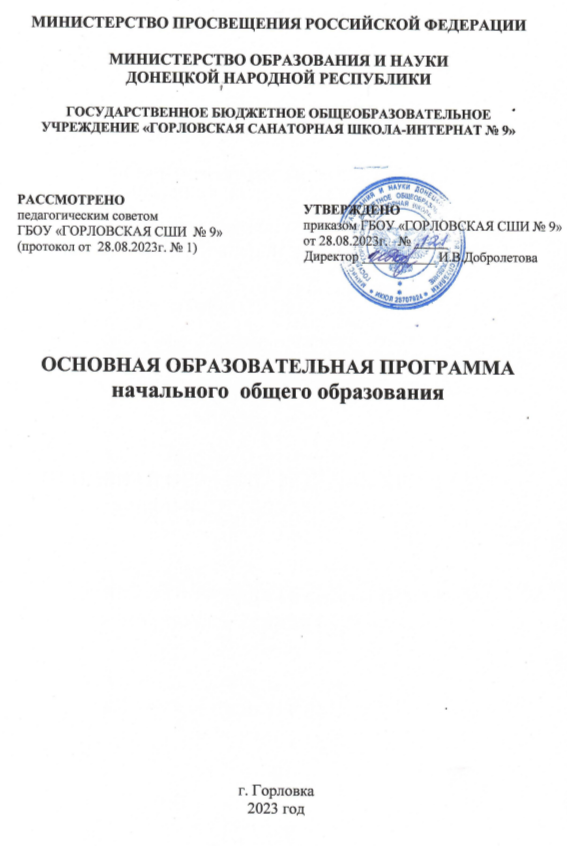 МИНИСТЕРСТВО ПРОСВЕЩЕНИЯ РОССИЙСКОЙ ФЕДЕРАЦИИ
МИНИСТЕРСТВО ОБРАЗОВАНИЯ И НАУКИ
ДОНЕЦКОЙ НАРОДНОЙ РЕСПУБЛИКИ
ГОСУДАРСТВЕННОЕ БЮДЖЕТНОЕ ОБЩЕОБРАЗОВАТЕЛЬНОЕ
УЧРЕЖДЕНИЕ «ГОРЛОВСКАЯ САНАТОРНАЯ ШКОЛА-ИНТЕРНАТ № 9»
РАССМОТРЕНО
педагогическим советом
ГБОУ «ГОРЛОВСКАЯ СШИ № 9»
(протокол от 28.08.2023г. № 1)
УТВЕРЖДЕНО
приказом ГБОУ «ГОРЛОВСКАЯ СШИ № 9»
от 28.08.2023г. № 121
Директор И.В.Добролетова
ОСНОВНАЯ ОБРАЗОВАТЕЛЬНАЯ ПРОГРАММА
начального общего образования
г. Горловка
2023 год